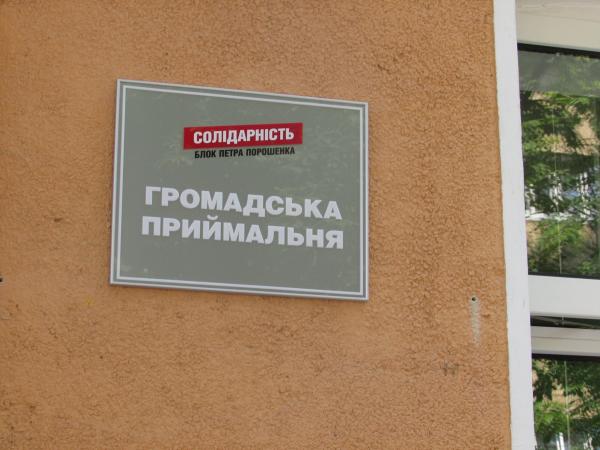 СОЛІДАРНІСТЬ
БЛОК ПЕТРА ПОРОШЕНКА
ГРОМАДСЬКА
ПРИЙМАЛЬНЯ